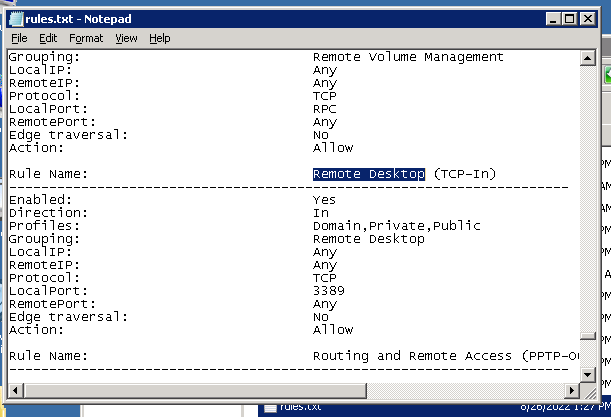 rules.txt - Notepad
File Edit Format View Help
Grouping: Remote Volume Management
LocalIP: Any
RemoteIP: Any
Protocol: TCP
LocalPort: RPC
RemotePort: Any
Edge traversal: No
Action: Allow
Rule Name: Remote Desktop (TCP-In)
----------------------------------------------------------------------
Enabled: Yes
Direction: In
Profiles: Domain,Private,Public
Grouping: Remote Desktop
LocalIP: Any
RemoteIP: Any
Protocol: TCP
LocalPort: 3389
RemotePort: Any
Edge traversal: No
Action: Allow
Rule Name: Routing and Remote Access (PPTP-
----------------------------------------------------------------------
rules.txt 8/26/2022 1:27 PM